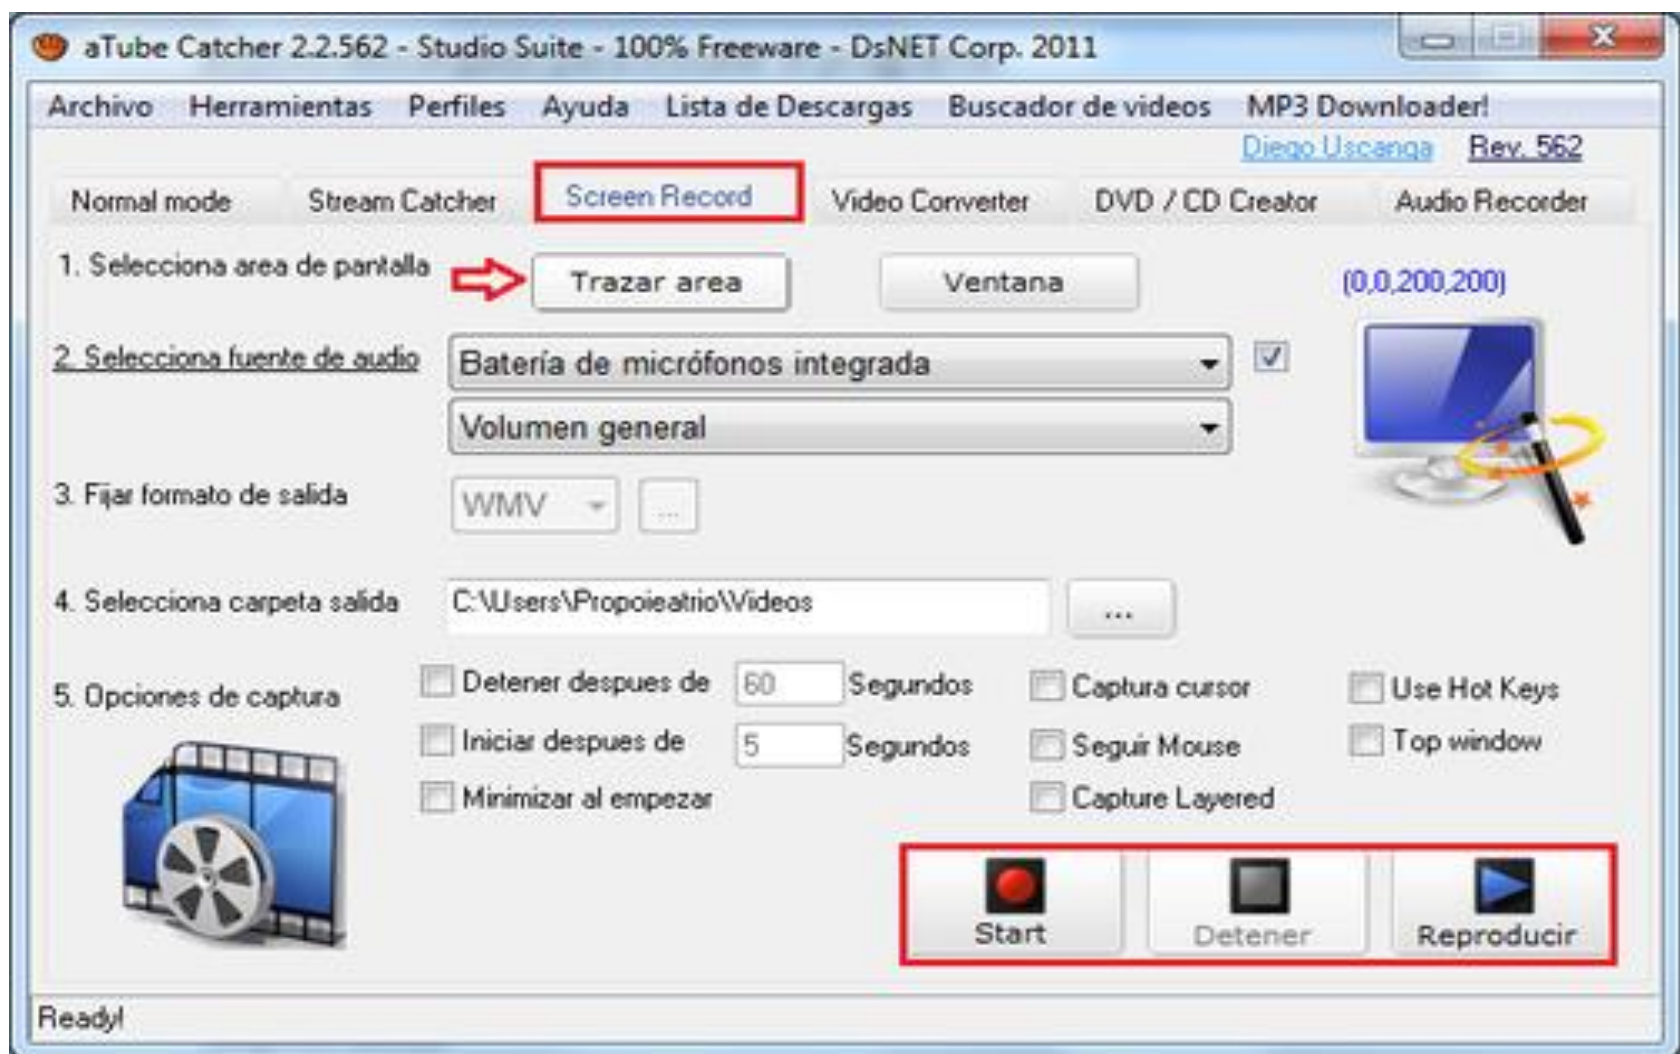 aTube Catcher 2.2.562 - Studio Suite - 100% Freeware - DsNET Corp. 2011
Archivo Herramientas Perfiles Ayuda Lista de Descargas Buscador de videos MP3 Downloader!
Diego Uscanga Rev. 562
Normal mode Stream Catcher Screen Record Video Converter DVD / CD Creator Audio Recorder
1. Selecciona area de pantalla Trazar area Ventana (0,0,200,200)
2. Selecciona fuente de audio Batería de micrófonos integrada
Volumen general
3. Fijar formato de salida WMV ...
4. Selecciona carpeta salida C:\Users\Propoieatrio\Videos ...
5. Opciones de captura Detener despues de 60 Segundos Captura cursor Use Hot Keys
Iniciar despues de 5 Segundos Seguir Mouse Top window
Minimizar al empezar Capture Layered
Start Detener Reproducir
Ready!